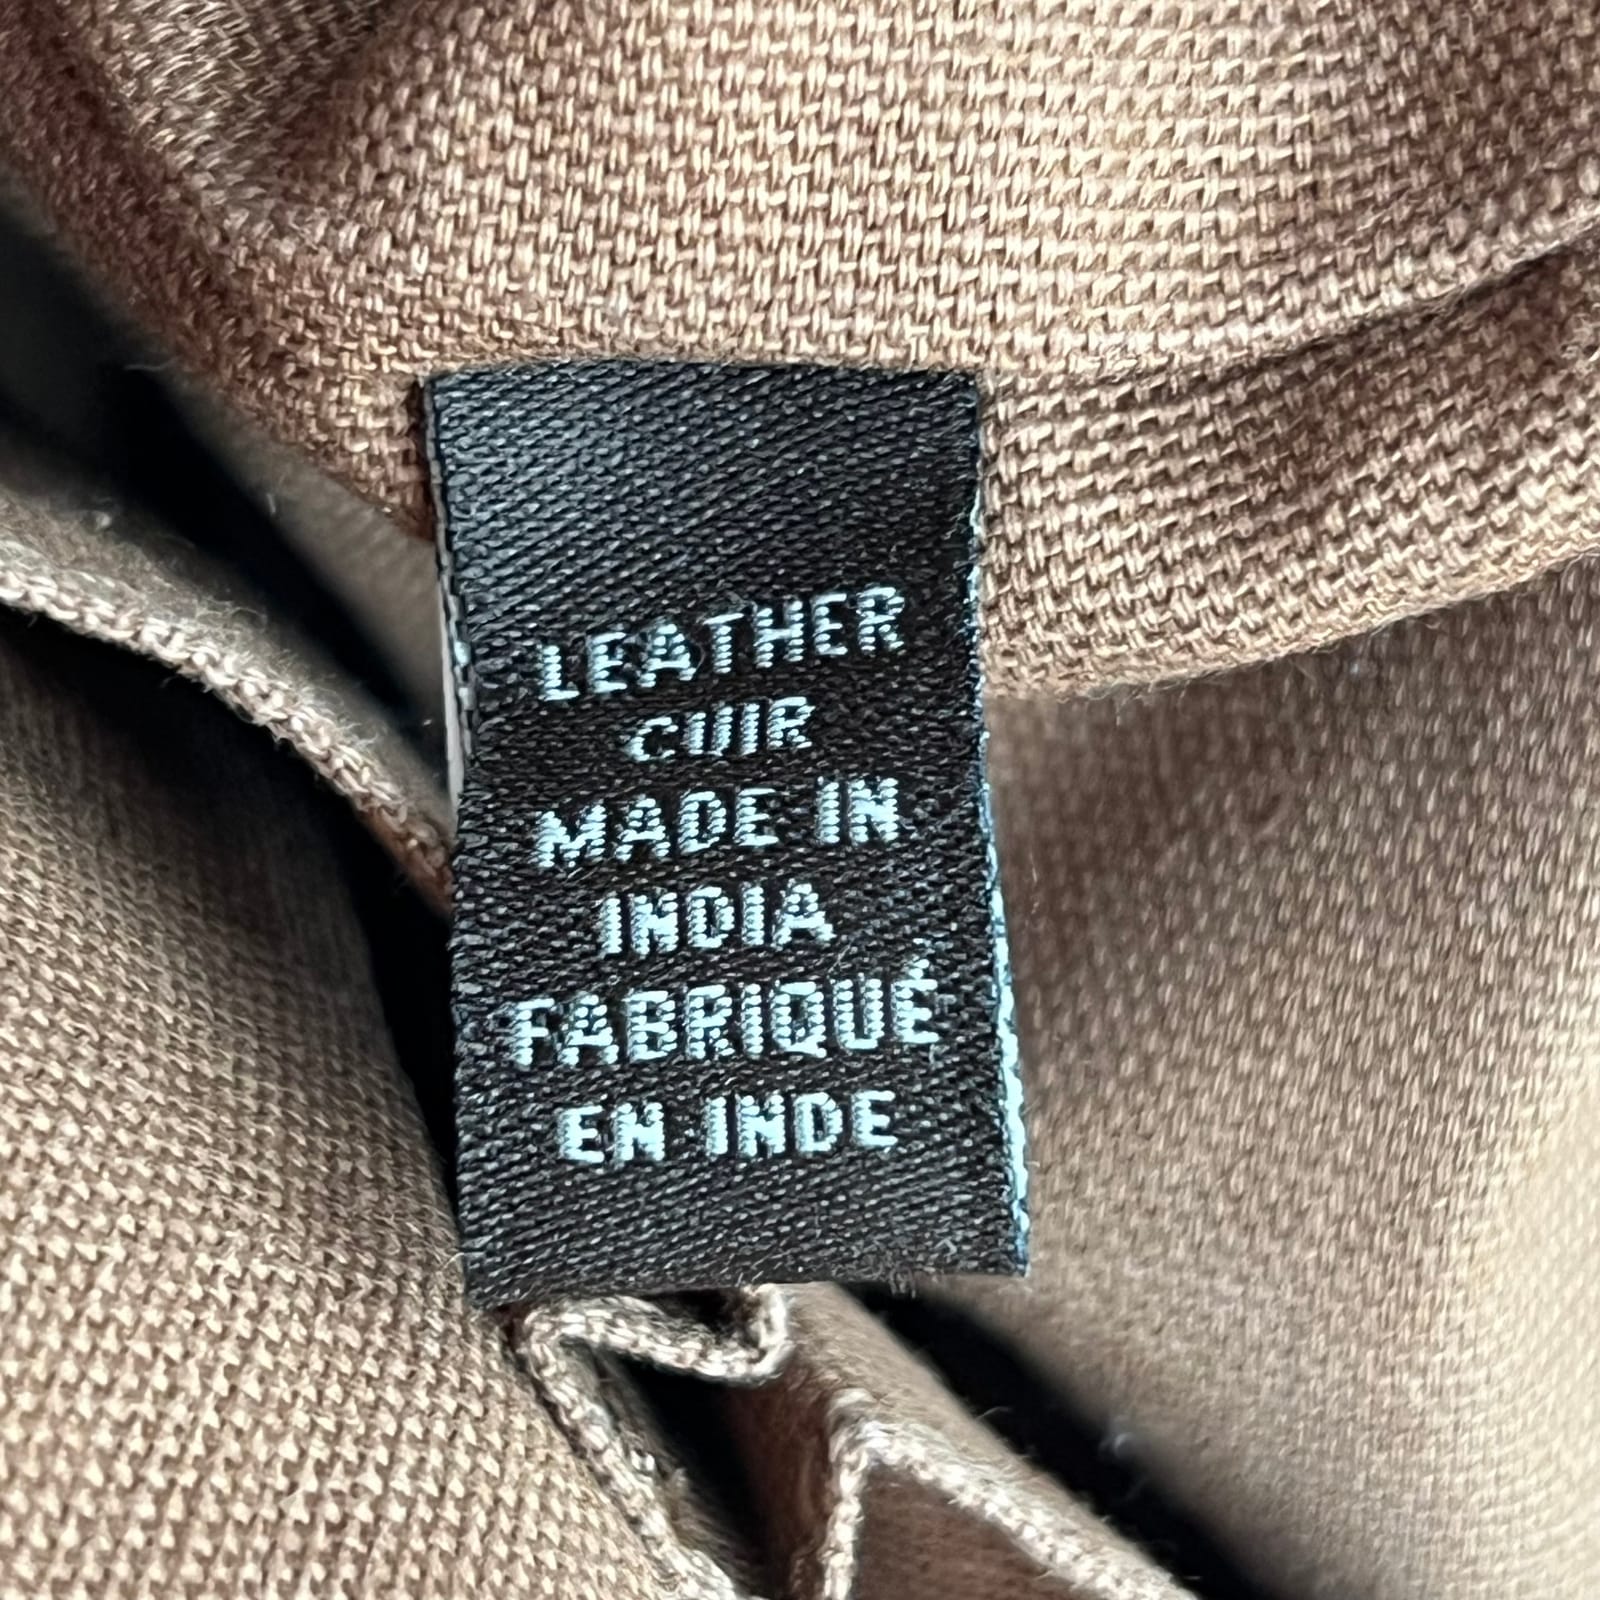 LEATHER
CUIR
MADE IN
INDIA
FABRIQUÉ
EN INDE